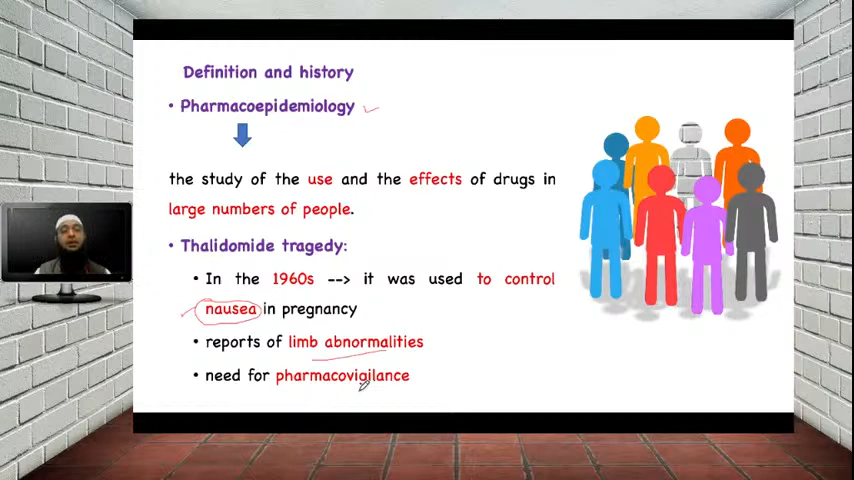 Definition and history
• Pharmacoepidemiology
the study of the use and the effects of drugs in
large numbers of people.
• Thalidomide tragedy:
• In the 1960s --> it was used to control
nausea in pregnancy
• reports of limb abnormalities
• need for pharmacovigilance